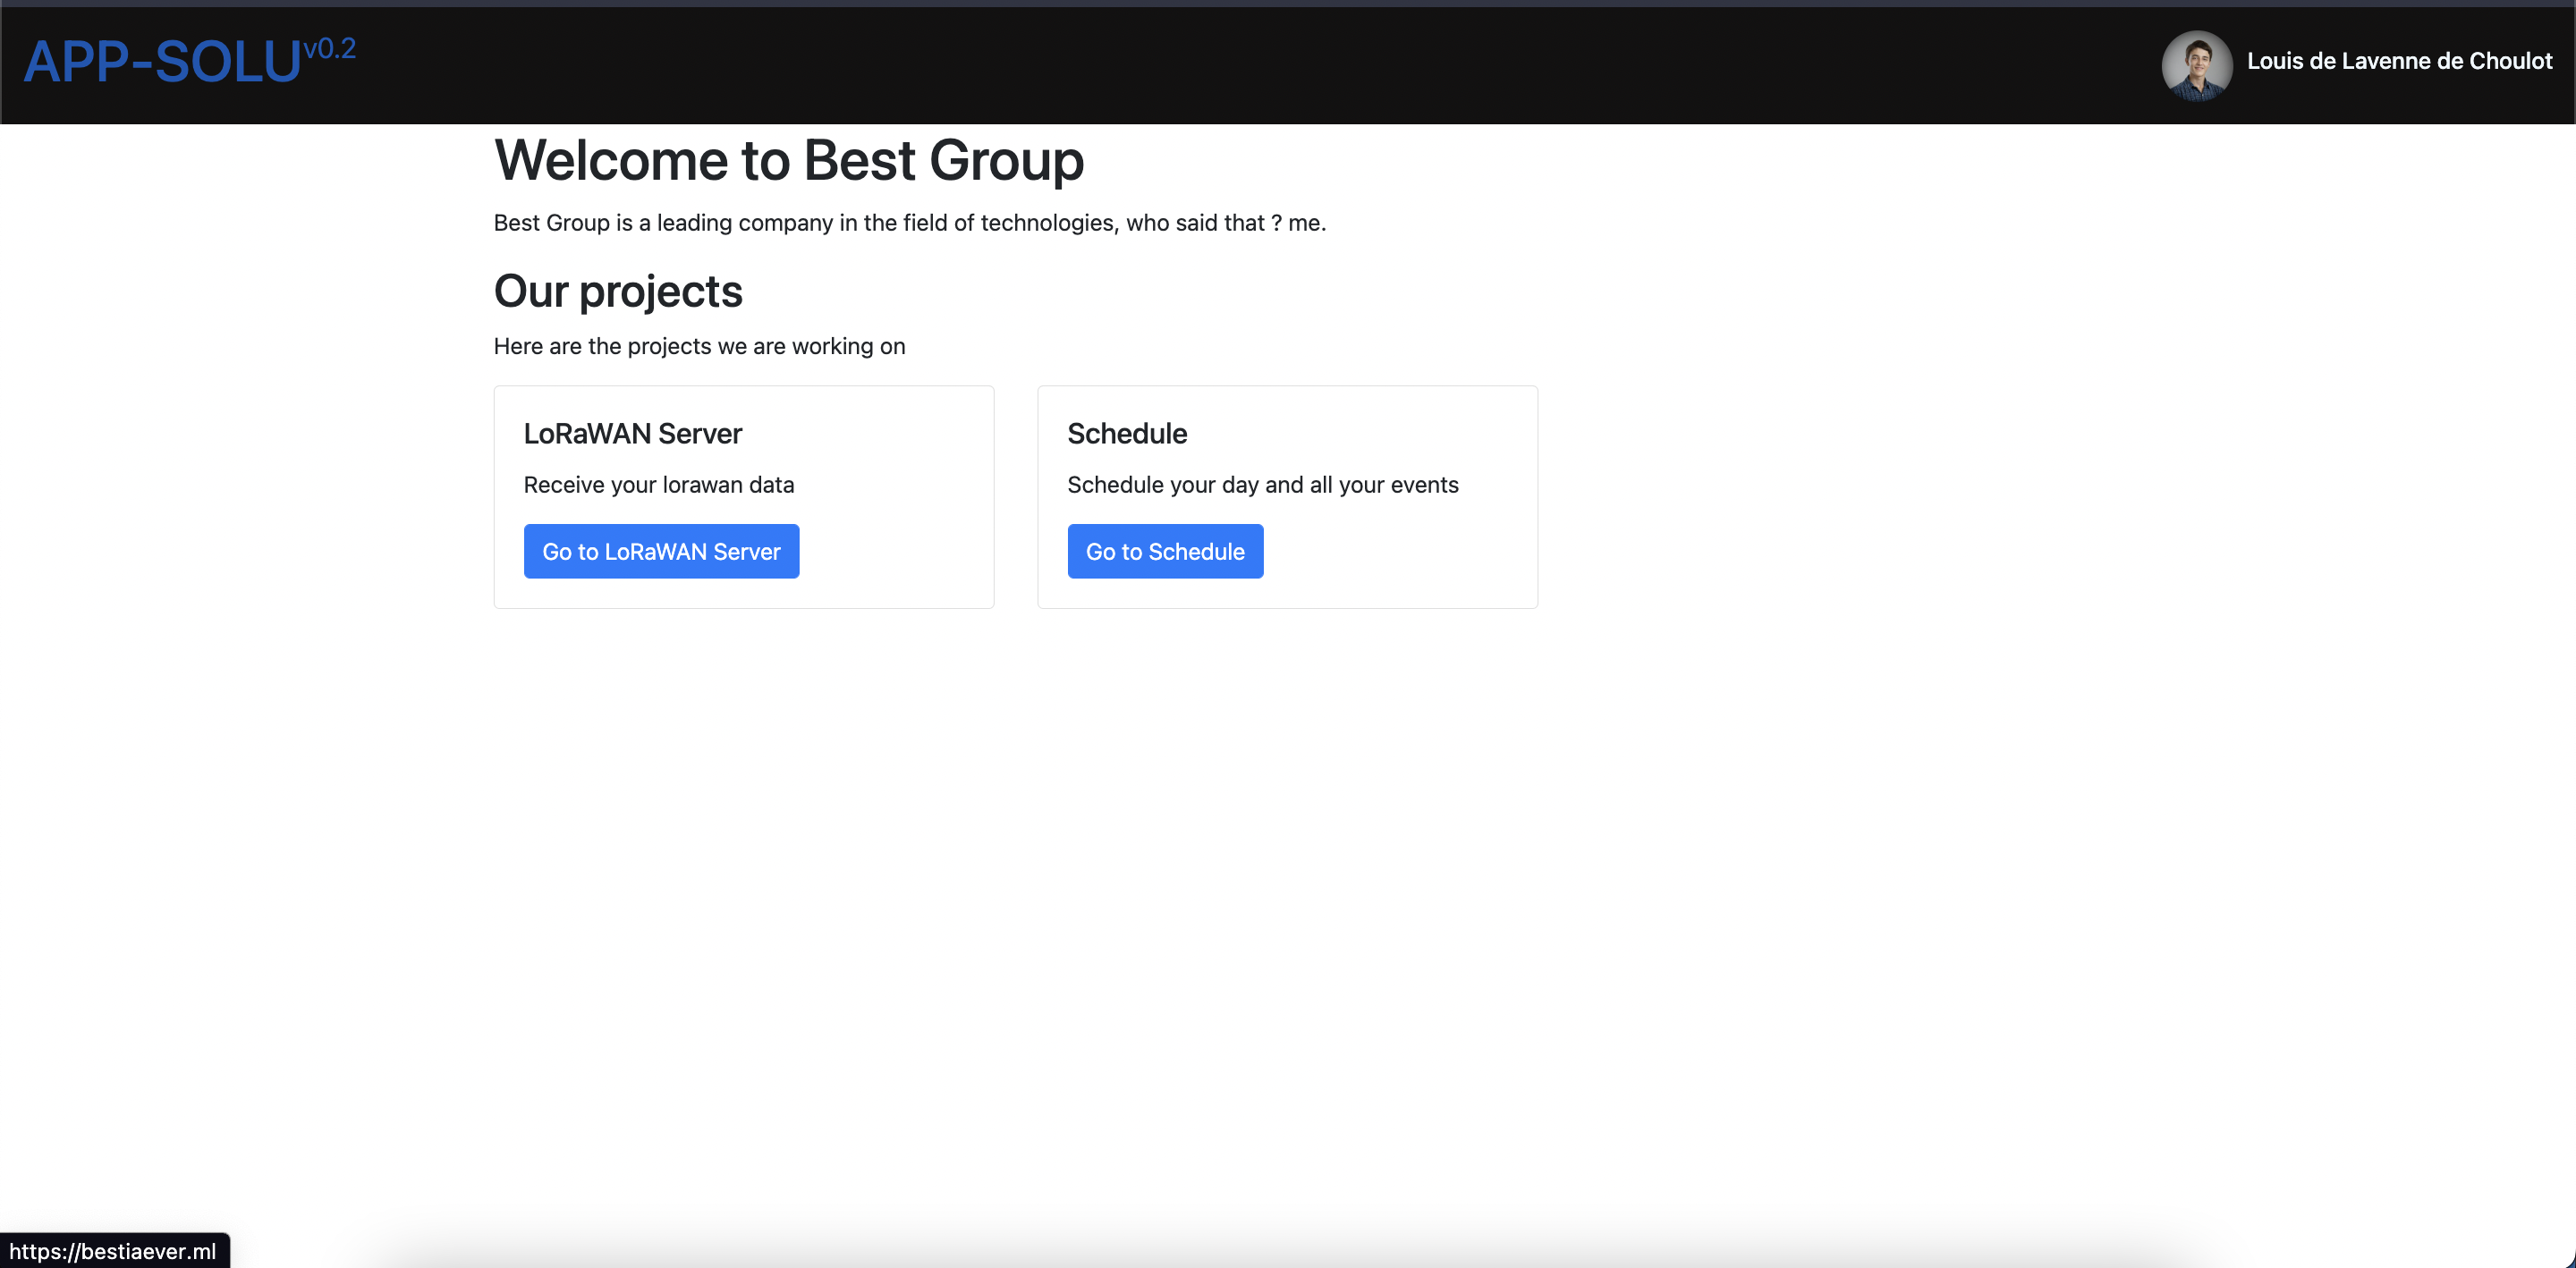 APP-SOLU v0.2
Louis de Lavenne de Choulot
Welcome to Best Group
Best Group is a leading company in the field of technologies, who said that ? me.
Our projects
Here are the projects we are working on
LoRaWAN Server
Receive your lorawan data
Go to LoRaWAN Server
Schedule
Schedule your day and all your events
Go to Schedule
https://bestiaever.ml